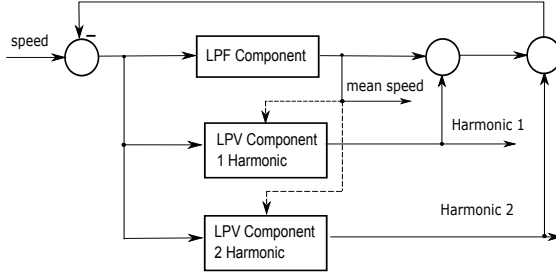 speed
LPF Component
mean speed
LPV Component
1 Harmonic
Harmonic 1
LPV Component
2 Harmonic
Harmonic 2